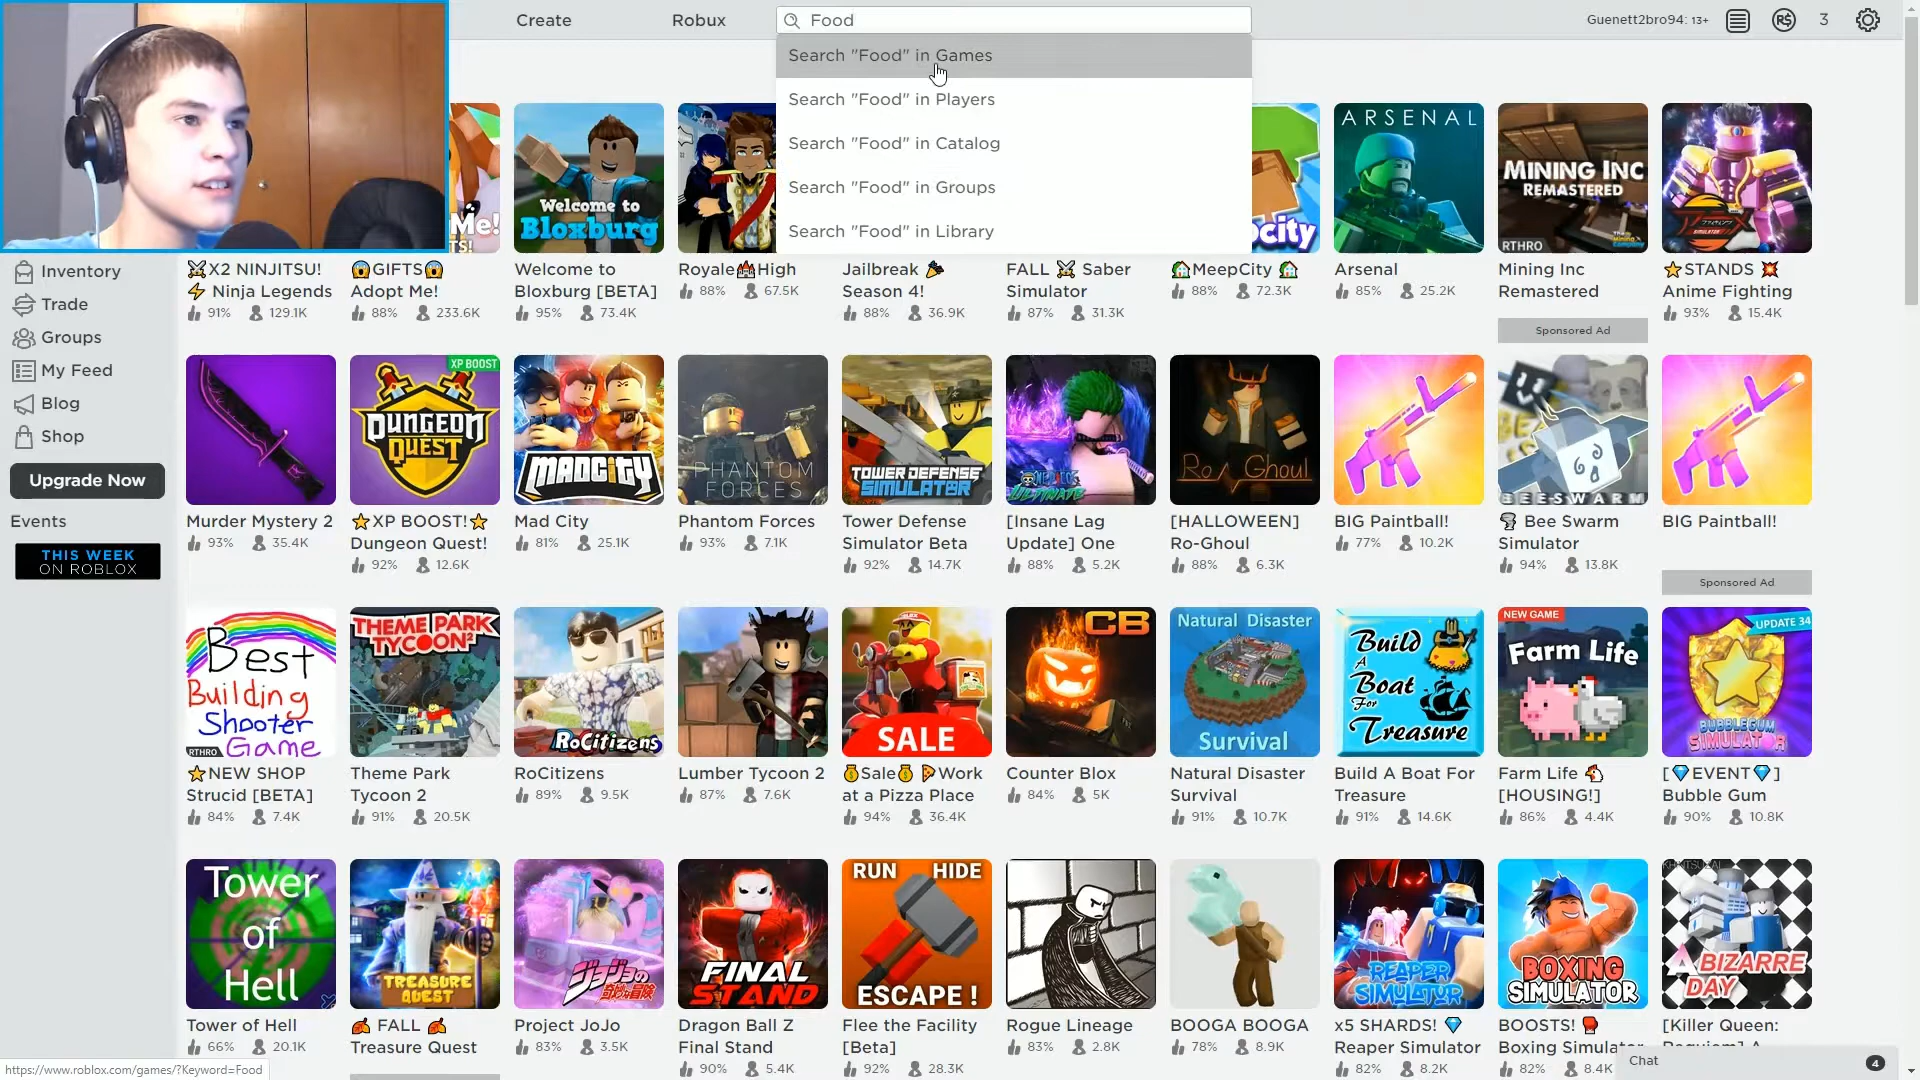 Create
Robux
Food
Guenett2bro94: 13+
3
Search "Food" in Games
Search "Food" in Players
Search "Food" in Catalog
Search "Food" in Groups
Search "Food" in Library
Me!
Welcome to
Bloxburg
city
ARSENAL
MINING INC
REMASTERED
RTHRO
Inventory
Trade
Groups
My Feed
Blog
Shop
Upgrade Now
Events
THIS WEEK
ON ROBLOX
⚔X2 NINJITSU!
⚡ Ninja Legends
91% 129.1K
😱GIFTS😱
Adopt Me!
88% 233.6K
Welcome to
Bloxburg [BETA]
95% 73.4K
Royale🏰High
88% 67.5K
Jailbreak 🎉
Season 4!
88% 36.9K
FALL ⚔ Saber
Simulator
87% 31.3K
🏠MeepCity 🏠
88% 72.3K
Arsenal
85% 25.2K
Mining Inc
Remastered
Sponsored Ad
⭐STANDS 💥
Anime Fighting
93% 15.4K
XP BOOST
DUNGEON
QUEST
MADCITY
PHANTOM
FORCES
TOWER DEFENSE
SIMULATOR
ULTIMATE
Ro Ghoul
BEE SWARM
Murder Mystery 2
93% 35.4K
⭐XP BOOST!⭐
Dungeon Quest!
92% 12.6K
Mad City
81% 25.1K
Phantom Forces
93% 7.1K
Tower Defense
Simulator Beta
92% 14.7K
[Insane Lag
Update] One
88% 5.2K
[HALLOWEEN]
Ro-Ghoul
88% 6.3K
BIG Paintball!
77% 10.2K
🌪 Bee Swarm
Simulator
94% 13.8K
BIG Paintball!
Sponsored Ad
Best
Building
Shooter
Game
RTHRO
THEME PARK
TYCOON2
RoCitizens
SALE
CB
Natural Disaster
Survival
Build
A
Boat
For
Treasure
NEW GAME
Farm Life
UPDATE 34
BUBBLEGUM
SIMULATOR
⭐NEW SHOP
Strucid [BETA]
84% 7.4K
Theme Park
Tycoon 2
91% 20.5K
RoCitizens
89% 9.5K
Lumber Tycoon 2
87% 7.6K
💰Sale💰 🍕Work
at a Pizza Place
94% 36.4K
Counter Blox
84% 5K
Natural Disaster
Survival
91% 10.7K
Build A Boat For
Treasure
91% 14.6K
Farm Life 🐔
[HOUSING!]
86% 4.4K
[💎EVENT💎]
Bubble Gum
90% 10.8K
Tower
of
Hell
TREASURE
QUEST
ジョジョの
奇妙な冒険
FINAL
STAND
RUN HIDE
ESCAPE !
REAPER
SIMULATOR
BOXING
SIMULATOR
A BIZARRE
DAY
Tower of Hell
66% 20.1K
🍂 FALL 🍂
Treasure Quest
Project JoJo
83% 3.5K
Dragon Ball Z
Final Stand
90% 5.4K
Flee the Facility
[Beta]
92% 28.3K
Rogue Lineage
83% 2.8K
BOOGA BOOGA
78% 8.9K
x5 SHARDS! 💎
Reaper Simulator
82% 8.2K
BOOSTS! 🥊
Boxing Simulator
82% 8.4K
[Killer Queen:
Chat
4
https://www.roblox.com/games/?Keyword=Food